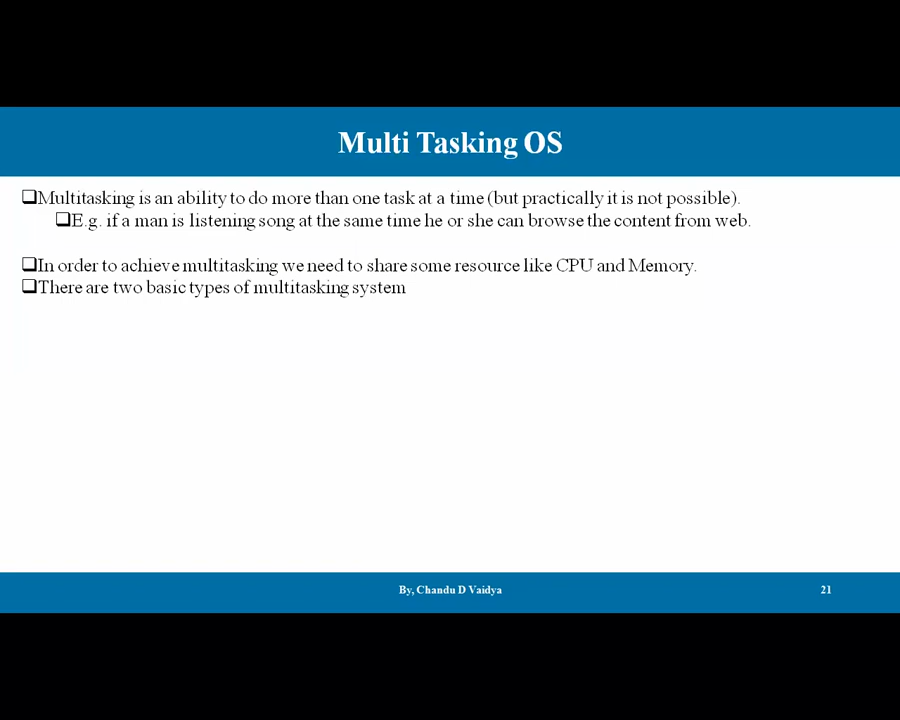 Multi Tasking OS
❑Multitasking is an ability to do more than one task at a time (but practically it is not possible).
❑E.g. if a man is listening song at the same time he or she can browse the content from web.
❑In order to achieve multitasking we need to share some resource like CPU and Memory.
❑There are two basic types of multitasking system
By, Chandu D Vaidya
21